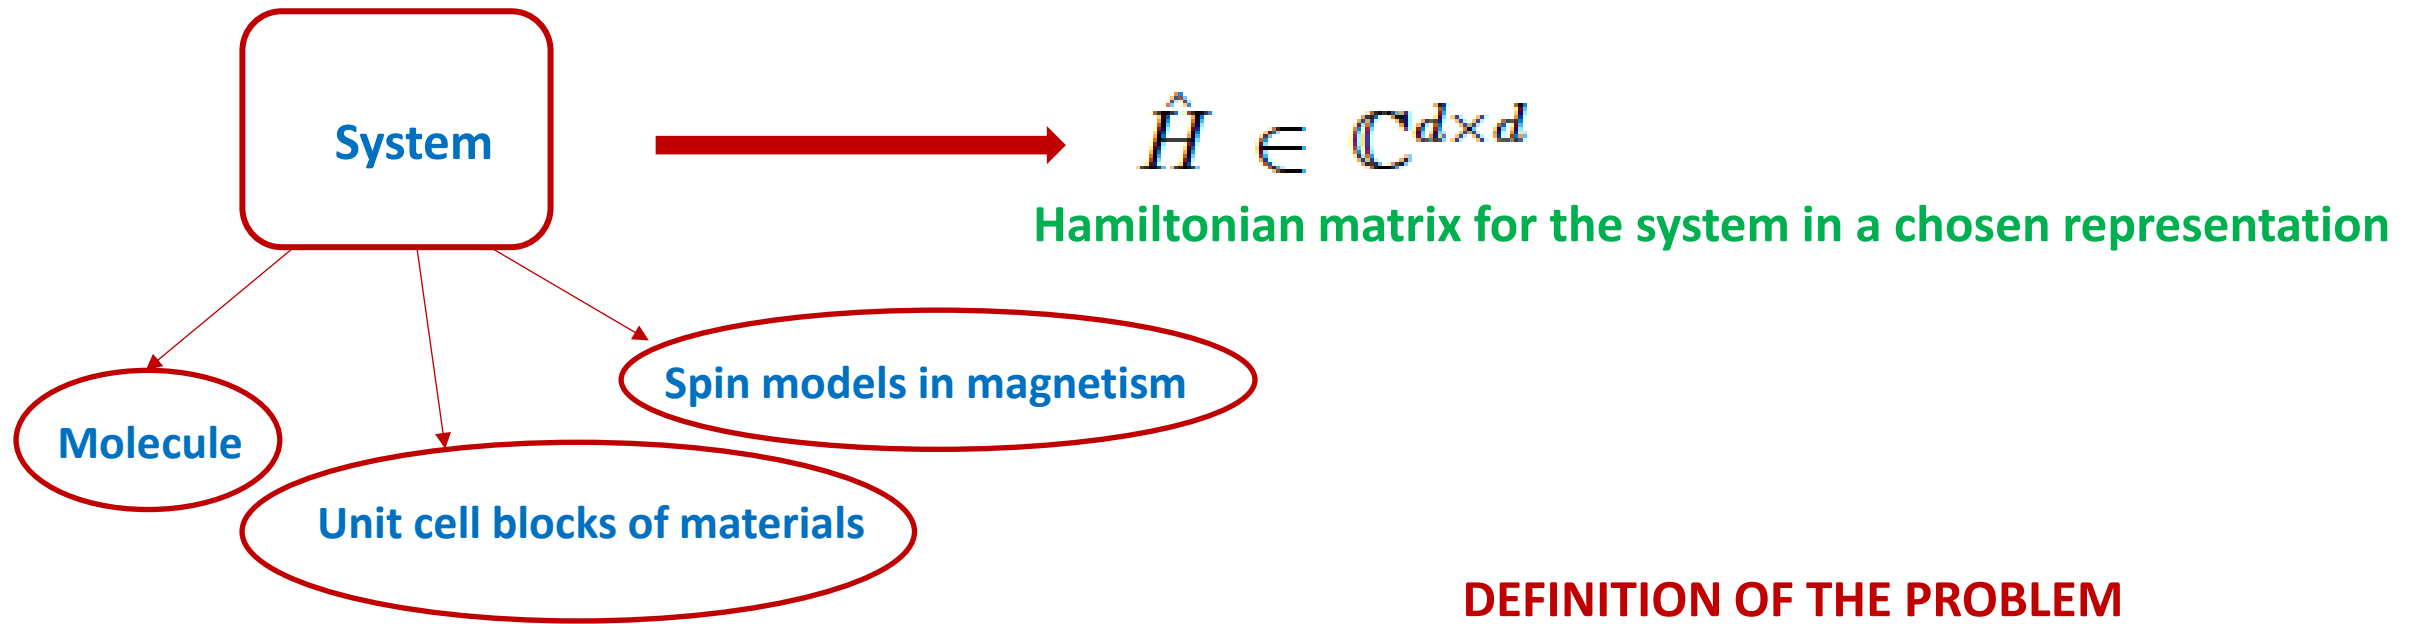 System
Ĥ ∈ ℂ^{d×d}
Hamiltonian matrix for the system in a chosen representation
Spin models in magnetism
Molecule
Unit cell blocks of materials
DEFINITION OF THE PROBLEM